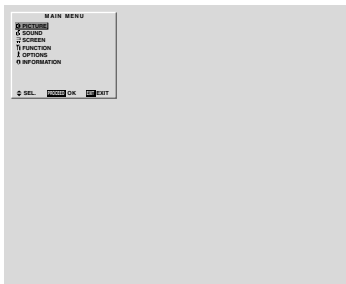 MAIN MENU
PICTURE
SOUND
SCREEN
FUNCTION
OPTIONS
INFORMATION
SEL. PROCEED OK EXIT EXIT